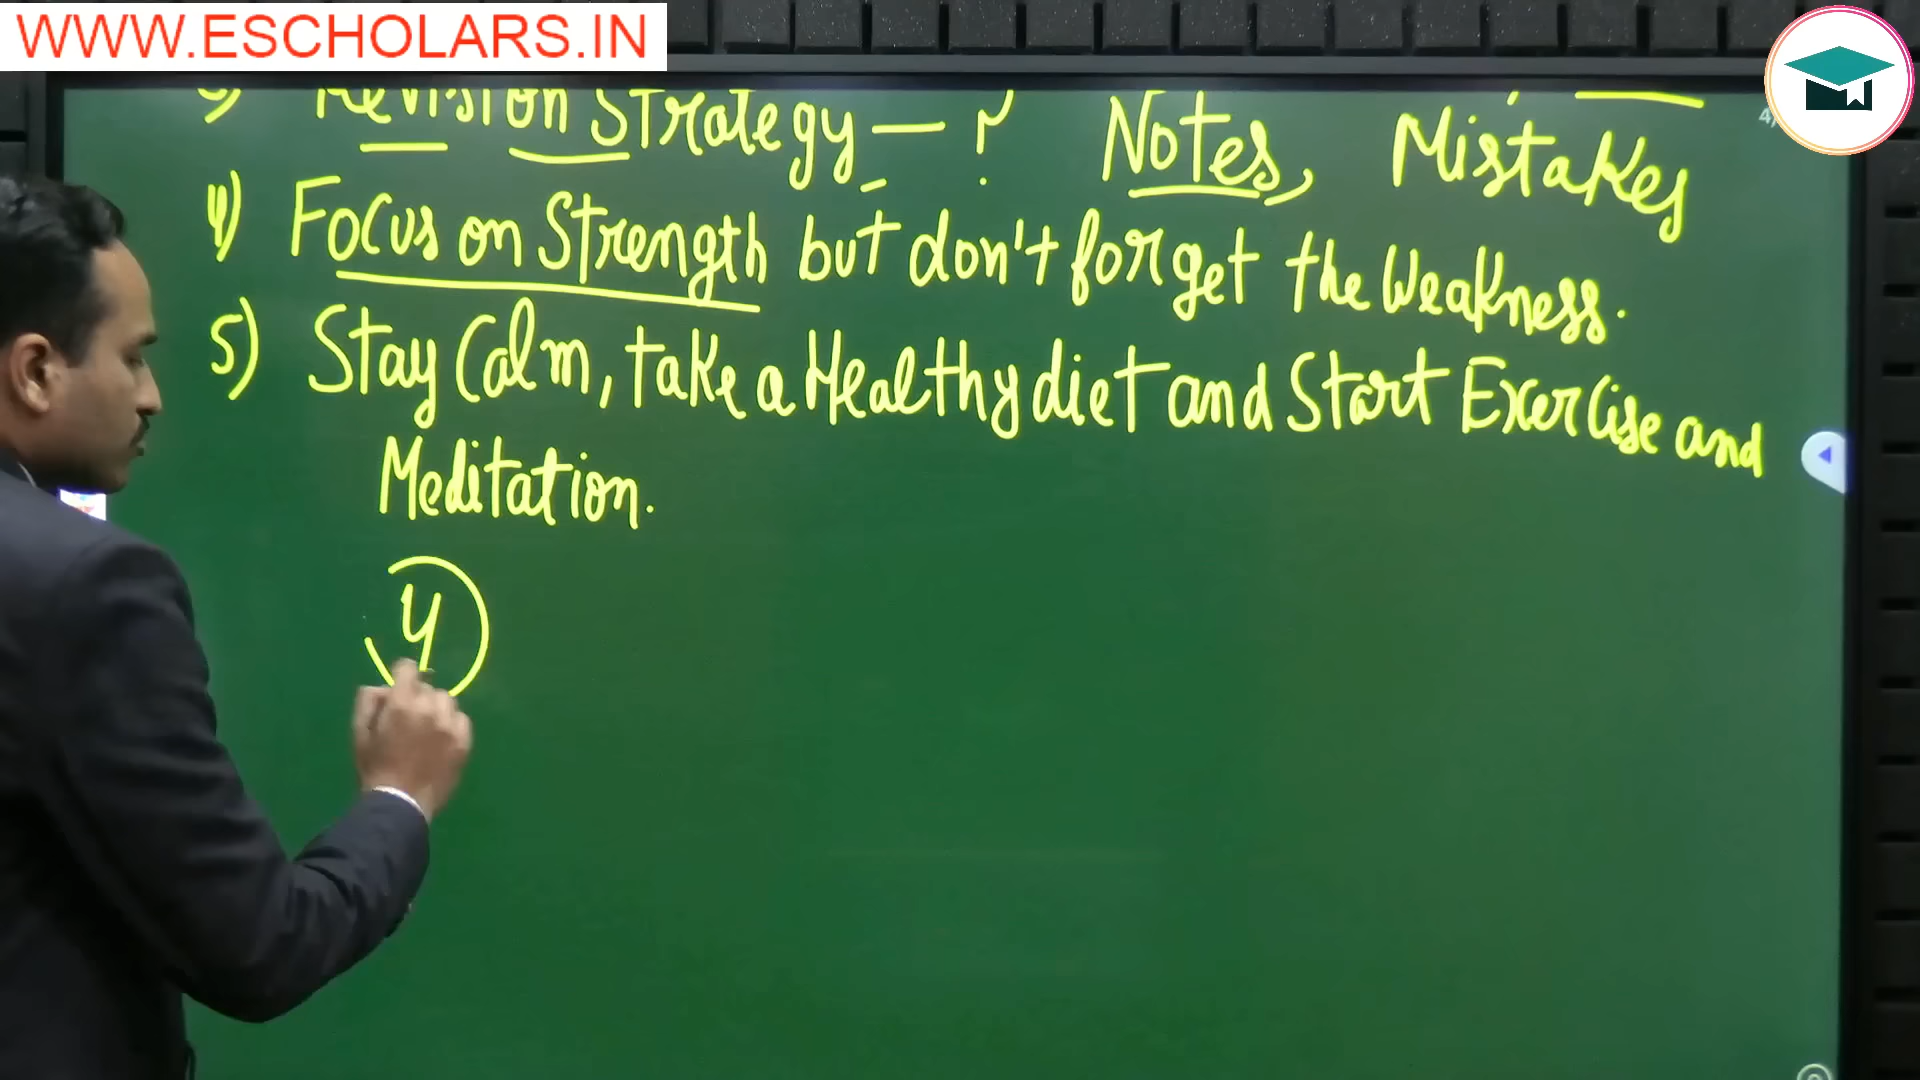 WWW.ESCHOLARS.IN
Revision Strategy — ? Notes, Mistakes
4) Focus on Strength but don't forget the Weakness.
5) Stay Calm, take a Healthy diet and Start Exercise and
Meditation.
4